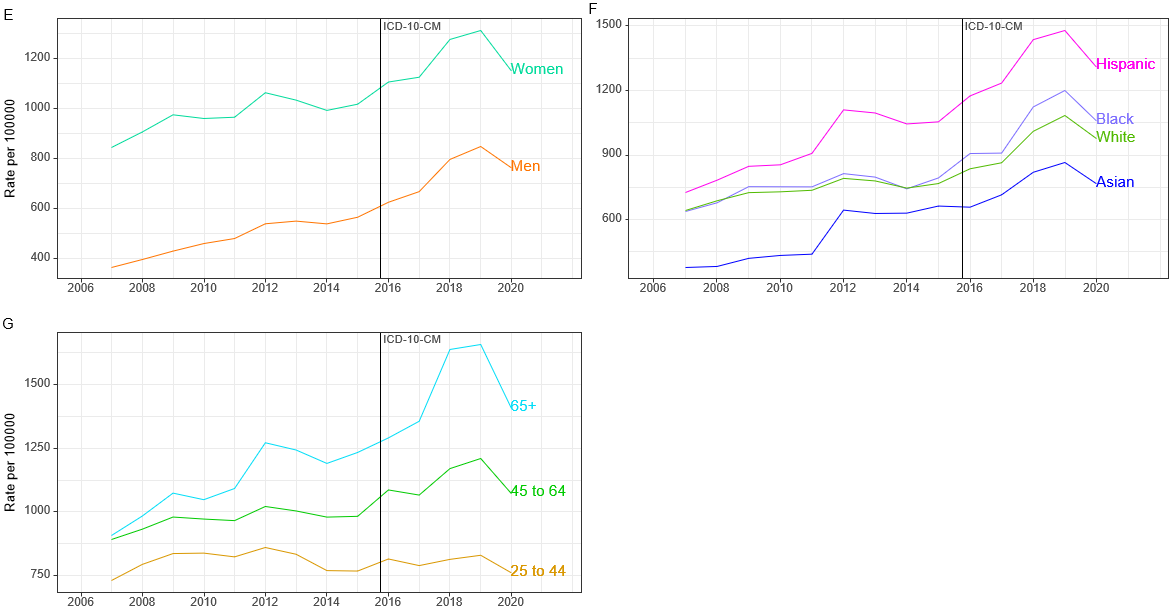 E
ICD-10-CM
Rate per 100000
1200
1000
800
600
400
Women
Men
2006 2008 2010 2012 2014 2016 2018 2020
F
ICD-10-CM
1500
1200
900
600
Hispanic
Black
White
Asian
2006 2008 2010 2012 2014 2016 2018 2020
G
ICD-10-CM
Rate per 100000
1500
1250
1000
750
65+
45 to 64
25 to 44
2006 2008 2010 2012 2014 2016 2018 2020